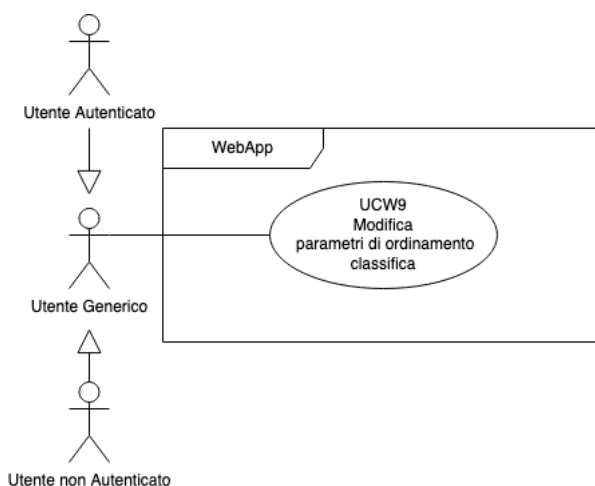 Utente Autenticato
WebApp
UCW9
Modifica
parametri di ordinamento
classifica
Utente Generico
Utente non Autenticato